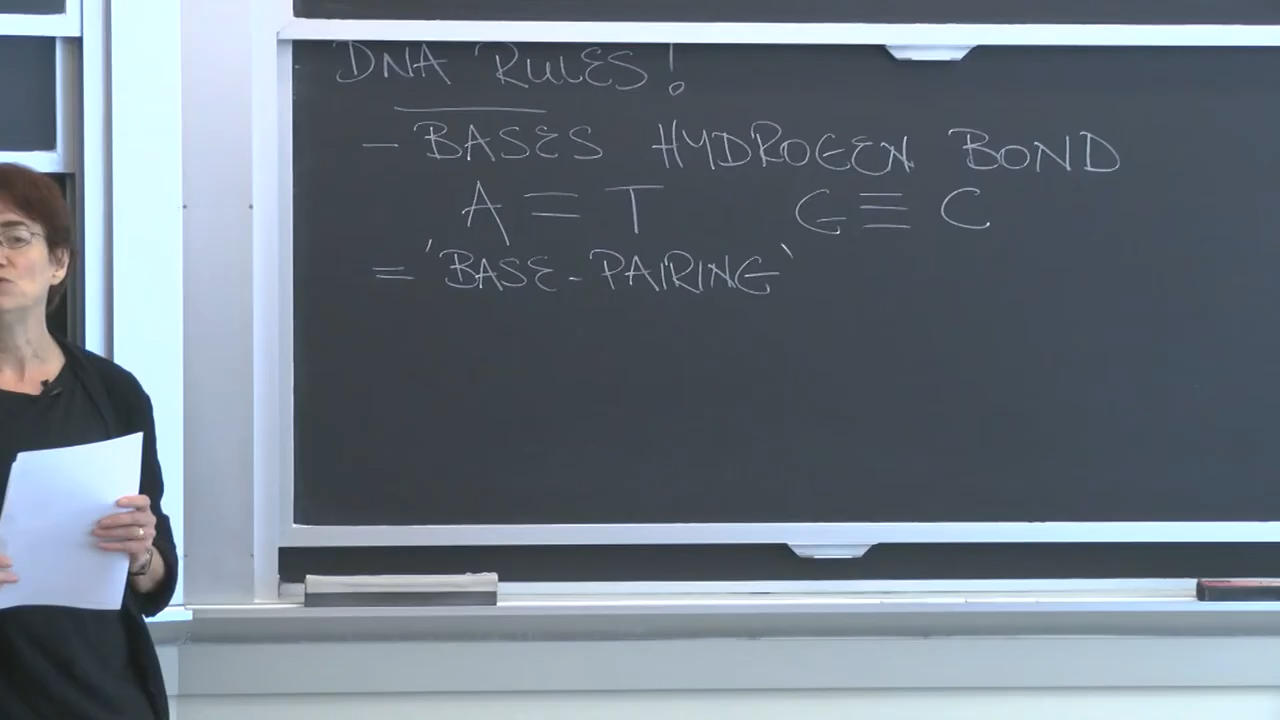 DNA RULES!
- BASES HYDROGEN BOND
A = T G ≡ C
= 'BASE-PAIRING'